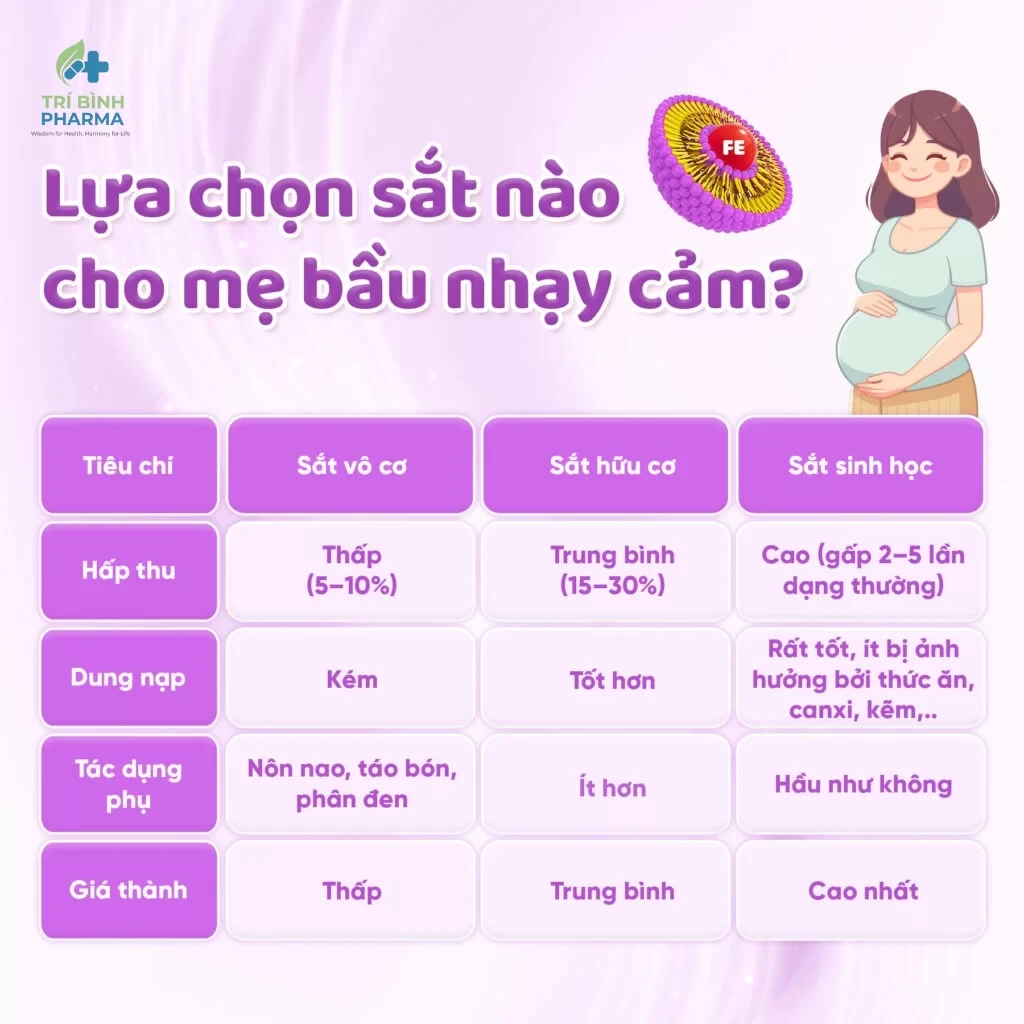 TRÍ BÌNH
PHARMA
Wisdom for Health, Harmony for Life
FE
Lựa chọn sắt nào
cho mẹ bầu nhạy cảm?
Tiêu chí
Sắt vô cơ
Sắt hữu cơ
Sắt sinh học
Hấp thu
Thấp
(5–10%)
Trung bình
(15–30%)
Cao (gấp 2–5 lần
dạng thường)
Dung nạp
Kém
Tốt hơn
Rất tốt, ít bị ảnh
hưởng bởi thức ăn,
canxi, kẽm,..
Tác dụng
phụ
Nôn nao, táo bón,
phân đen
Ít hơn
Hầu như không
Giá thành
Thấp
Trung bình
Cao nhất